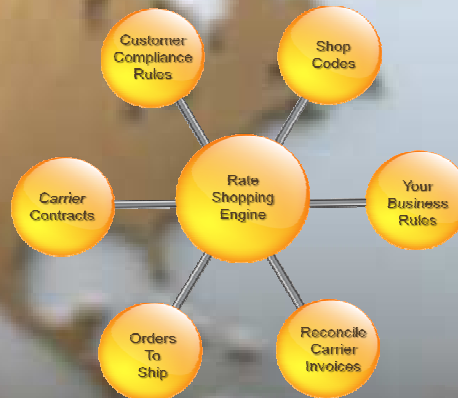 Customer
Compliance
Rules
Shop
Codes
Rate
Shopping
Engine
Carrier
Contracts
Your
Business
Rules
Orders
To
Ship
Reconcile
Carrier
Invoices